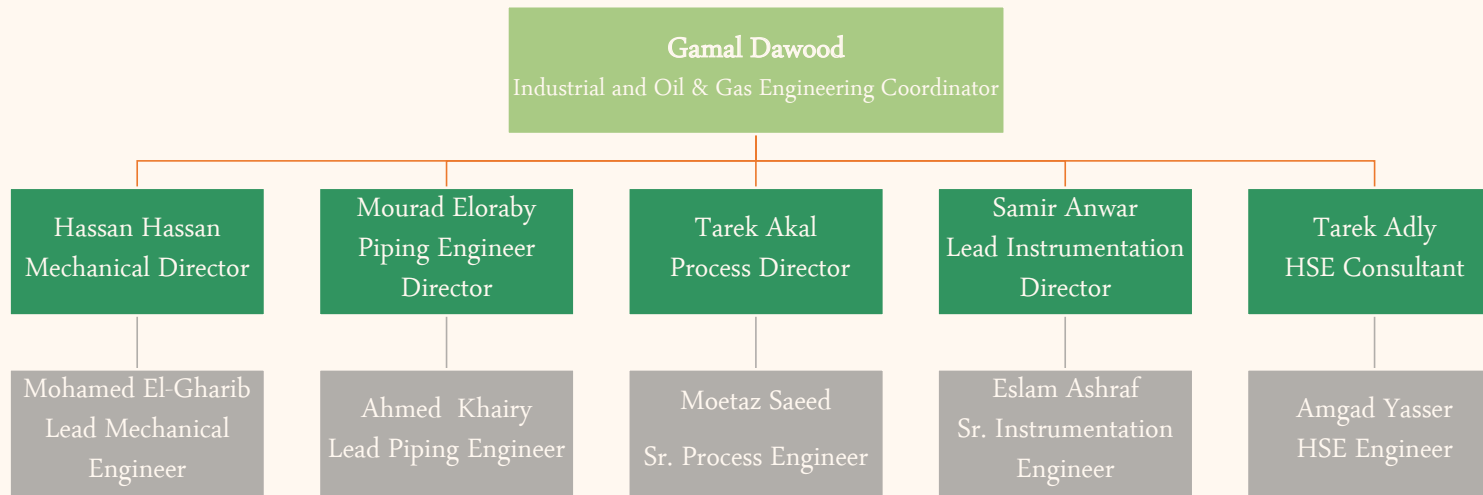 Gamal Dawood
Industrial and Oil & Gas Engineering Coordinator
Hassan Hassan
Mechanical Director
Mourad Eloraby
Piping Engineer
Director
Tarek Akal
Process Director
Samir Anwar
Lead Instrumentation
Director
Tarek Adly
HSE Consultant
Mohamed El-Gharib
Lead Mechanical
Engineer
Ahmed Khairy
Lead Piping Engineer
Moetaz Saeed
Sr. Process Engineer
Eslam Ashraf
Sr. Instrumentation
Engineer
Amgad Yasser
HSE Engineer